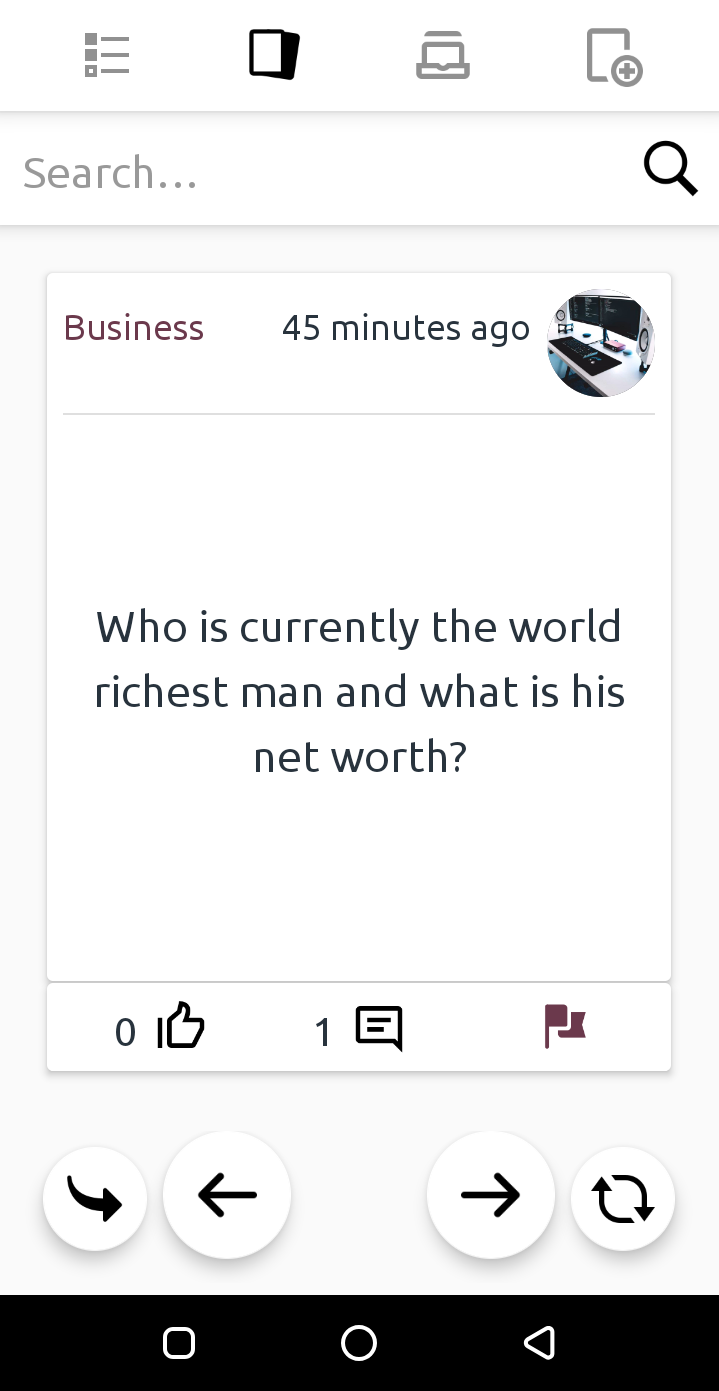 Search...
Business 45 minutes ago
Who is currently the world
richest man and what is his
net worth?
0 1